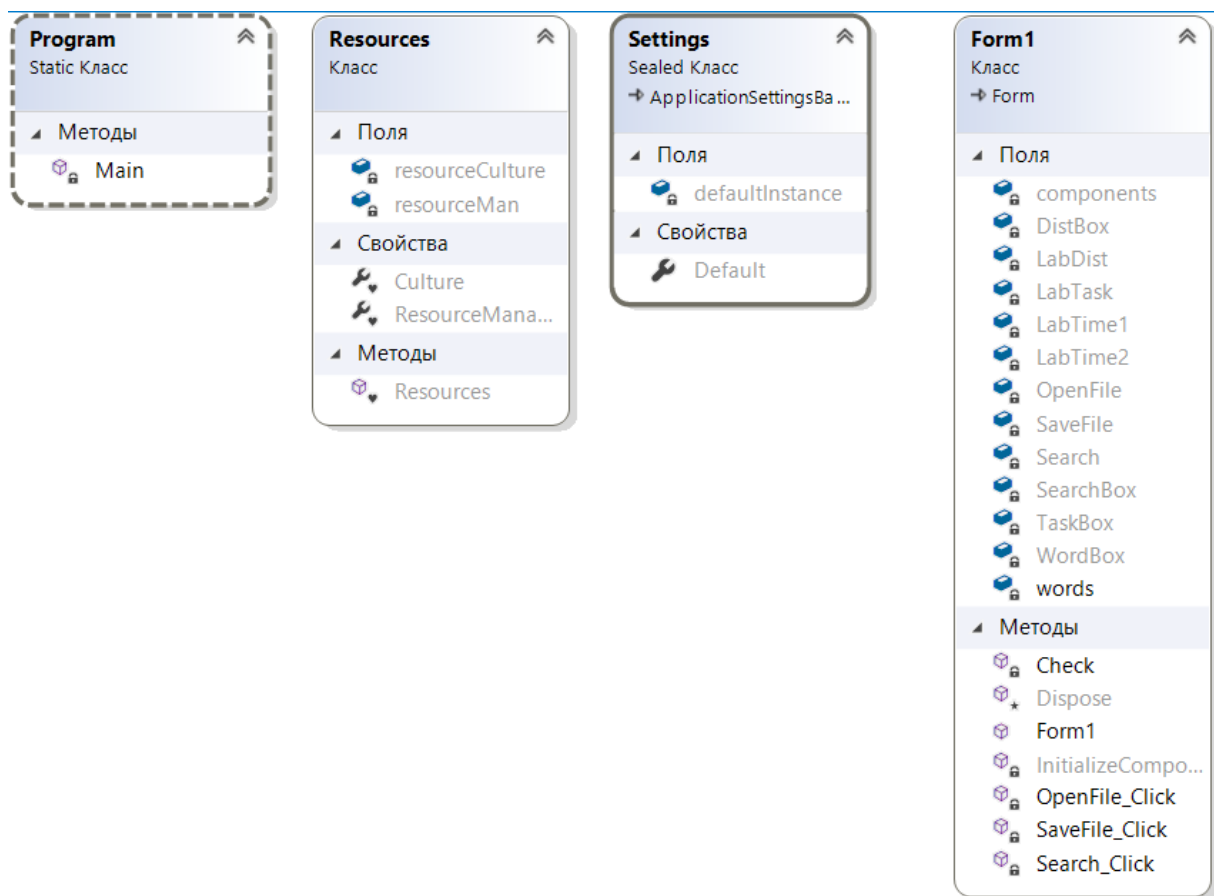 Program
Static Класс
Методы
Main
Resources
Класс
Поля
resourceCulture
resourceMan
Свойства
Culture
ResourceMana...
Методы
Resources
Settings
Sealed Класс
ApplicationSettingsBa...
Поля
defaultInstance
Свойства
Default
Form1
Класс
Form
Поля
components
DistBox
LabDist
LabTask
LabTime1
LabTime2
OpenFile
SaveFile
Search
SearchBox
TaskBox
WordBox
words
Методы
Check
Dispose
Form1
InitializeCompo...
OpenFile_Click
SaveFile_Click
Search_Click